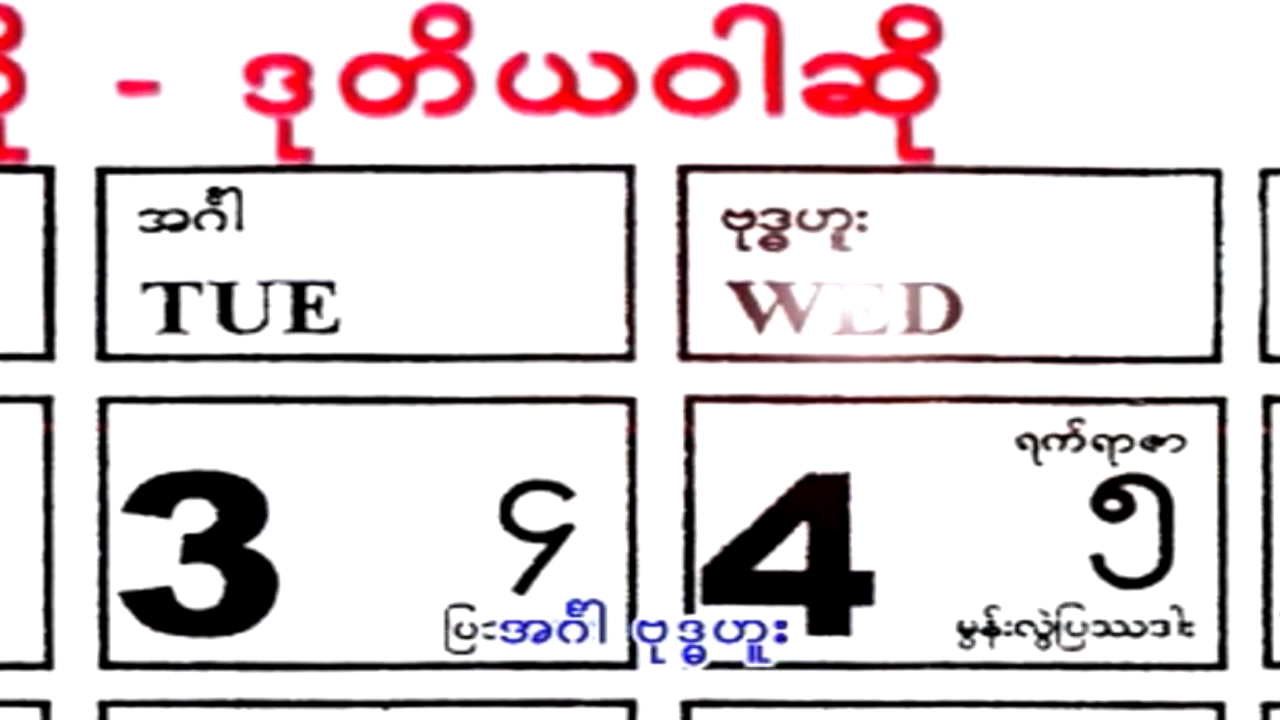 - ဒုတိယဝါဆို
အင်္ဂါ
TUE
ဗုဒ္ဓဟူး
WED
3 ၄
ရက်ရာဇာ
4 ၅
မွန်းလွဲပြဿဒါး
အင်္ဂါ ဗုဒ္ဓဟူး